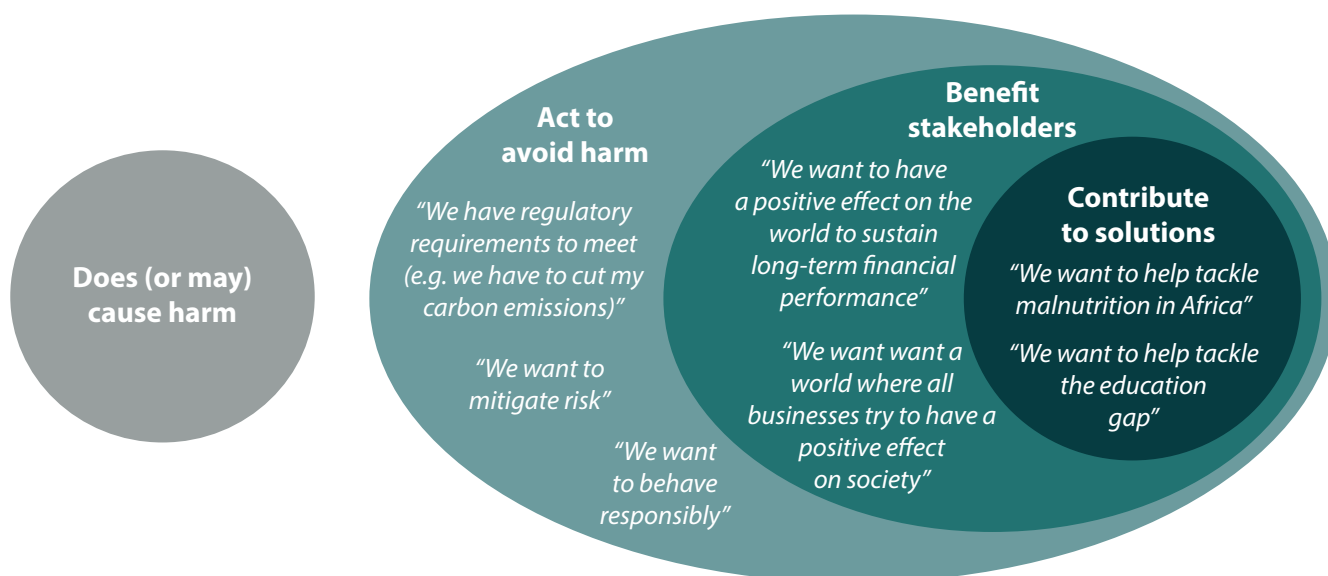 Does (or may)
cause harm
Act to
avoid harm
“We have regulatory
requirements to meet
(e.g. we have to cut my
carbon emissions)”
“We want to
mitigate risk”
“We want
to behave
responsibly”
Benefit
stakeholders
“We want to have
a positive effect on the
world to sustain
long-term financial
performance”
“We want want a
world where all
businesses try to have a
positive effect
on society”
Contribute
to solutions
“We want to help tackle
malnutrition in Africa”
“We want to help tackle
the education
gap”